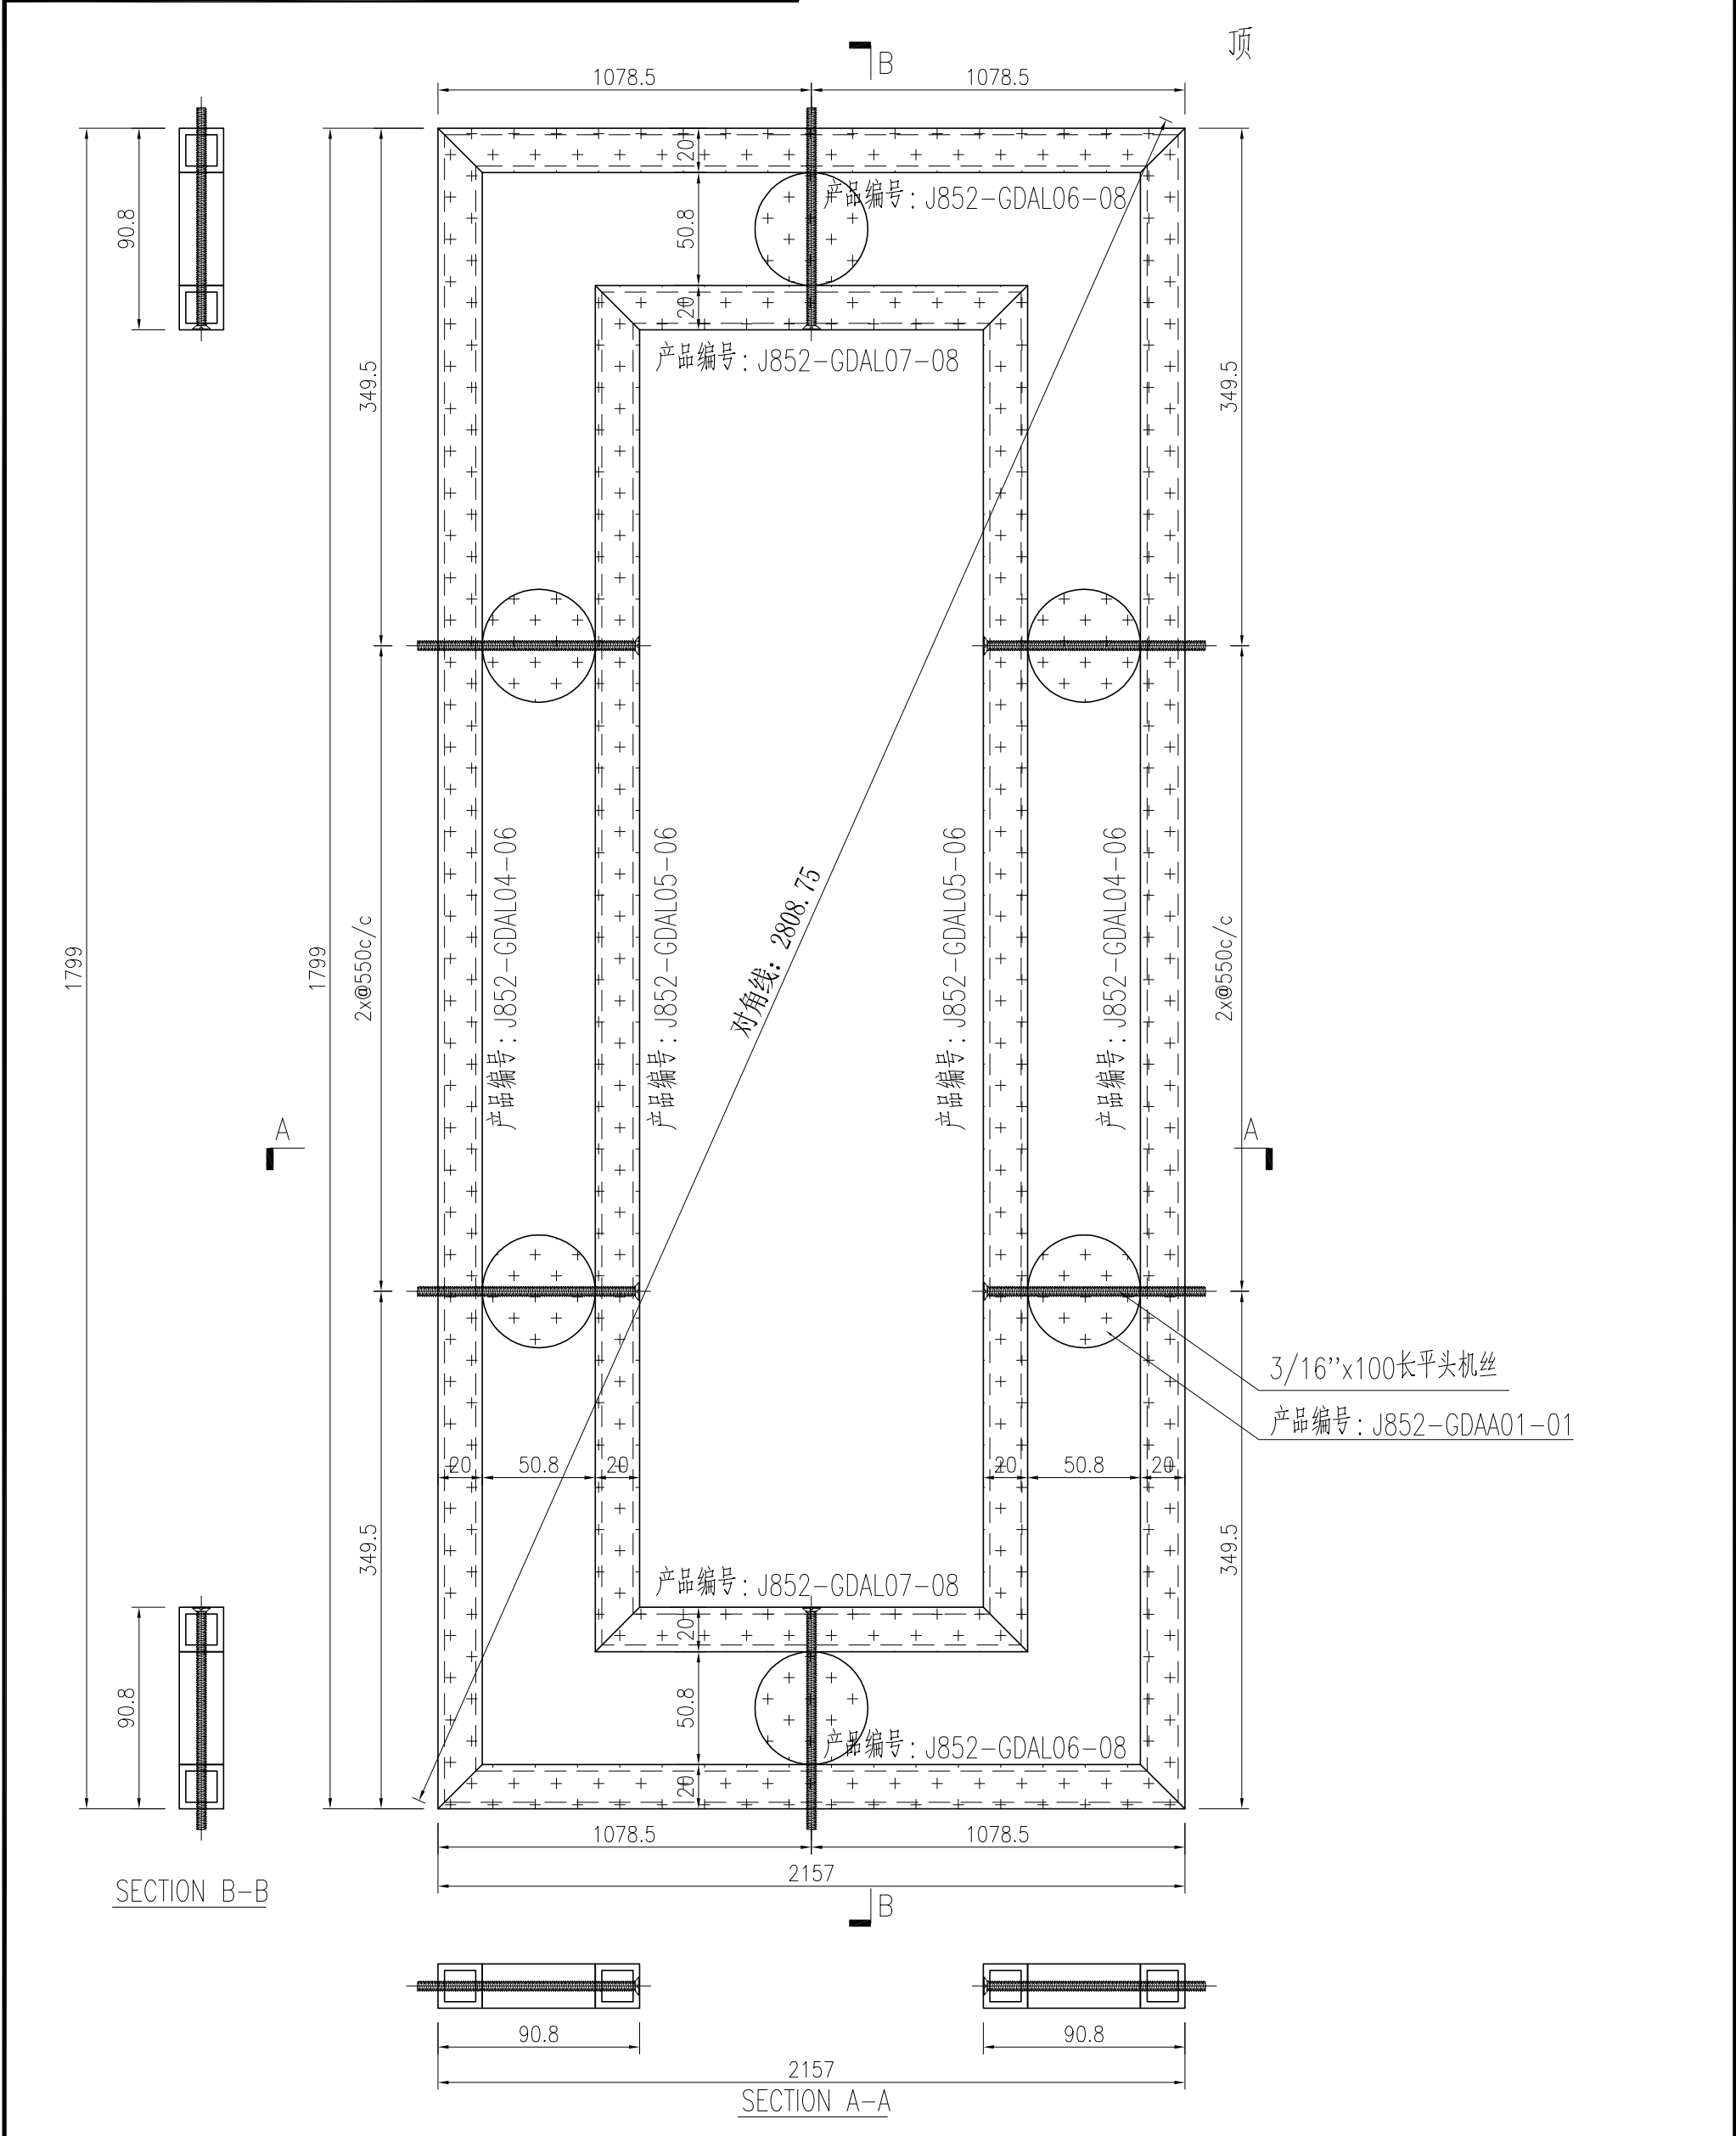 B
顶
1078.5
1078.5
20
产品编号：J852-GDAL06-08
90.8
50.8
20
产品编号：J852-GDAL07-08
349.5
349.5
产品编号：J852-GDAL04-06
产品编号：J852-GDAL05-06
对角线：2808.75
产品编号：J852-GDAL05-06
产品编号：J852-GDAL04-06
1799
1799
2x@550c/c
2x@550c/c
A
A
3/16''x100长平头机丝
产品编号：J852-GDAA01-01
20
50.8
20
20
50.8
20
349.5
349.5
产品编号：J852-GDAL07-08
20
90.8
50.8
产品编号：J852-GDAL06-08
20
1078.5
1078.5
2157
SECTION B-B
B
90.8
90.8
2157
SECTION A-A